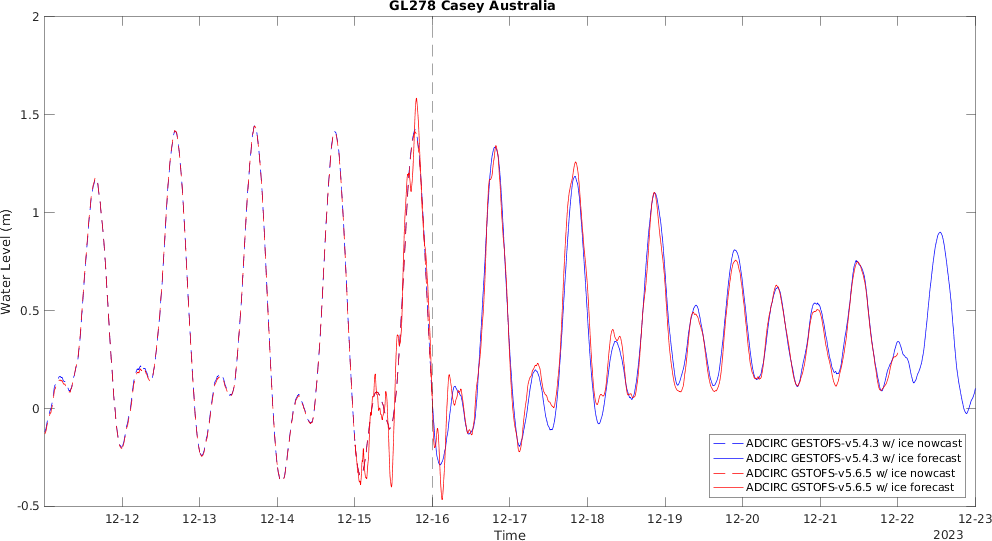 GL278 Casey Australia
2
1.5
1
0.5
0
-0.5
Water Level (m)
ADCIRC GESTOFS-v5.4.3 w/ ice nowcast
ADCIRC GESTOFS-v5.4.3 w/ ice forecast
ADCIRC GSTOFS-v5.6.5 w/ ice nowcast
ADCIRC GSTOFS-v5.6.5 w/ ice forecast
12-12 12-13 12-14 12-15 12-16 12-17 12-18 12-19 12-20 12-21 12-22 12-23
Time
2023